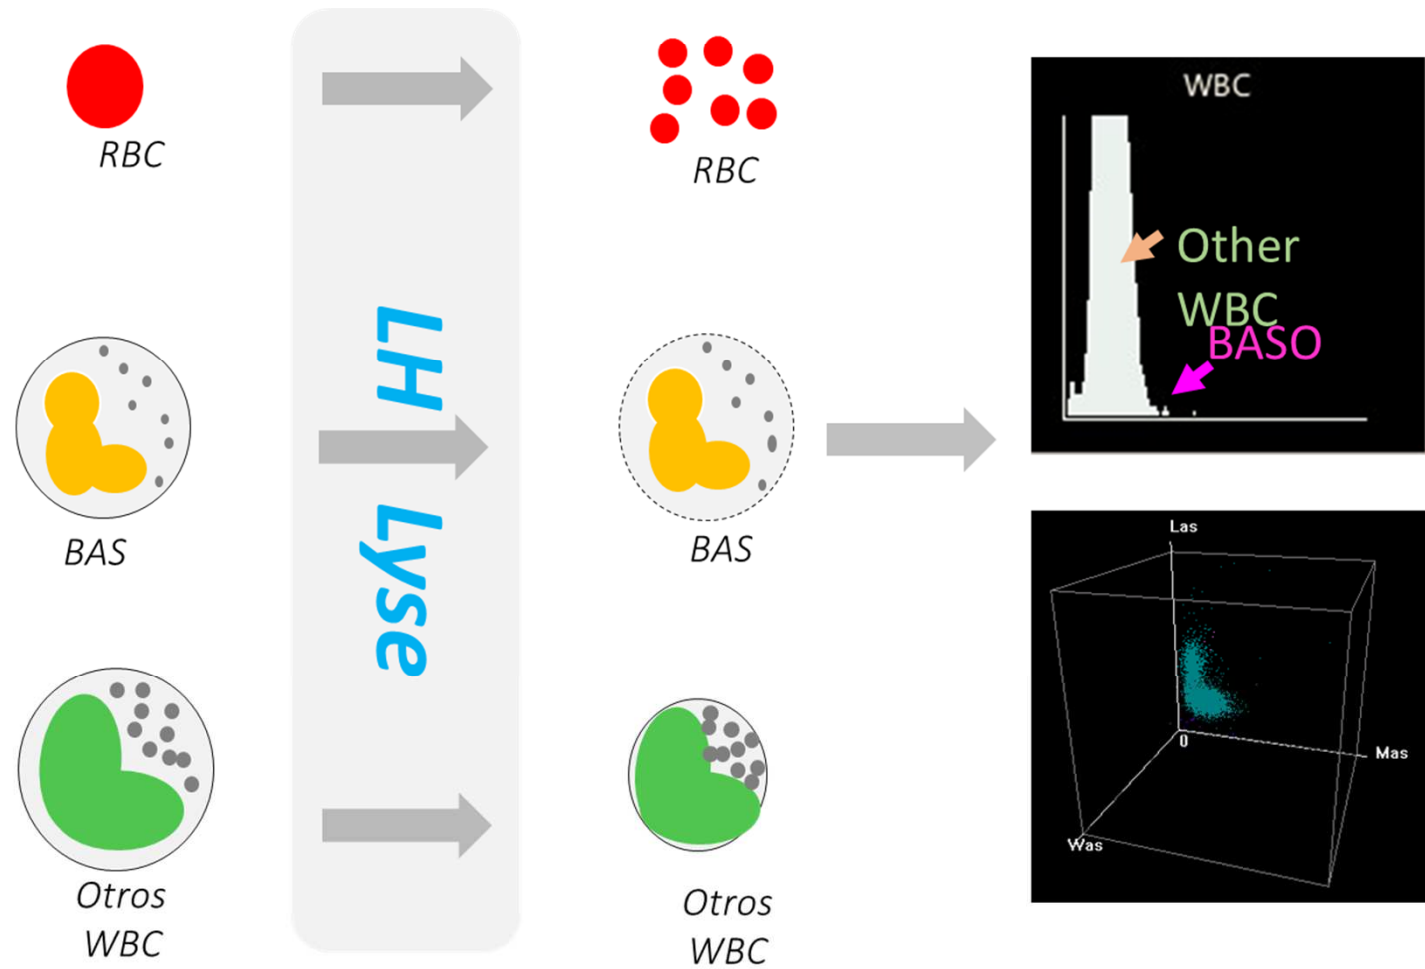 RBC
RBC
WBC
Other
WBC
BASO
LH Lyse
BAS
BAS
Las
0
Mas
Was
Otros
WBC
Otros
WBC